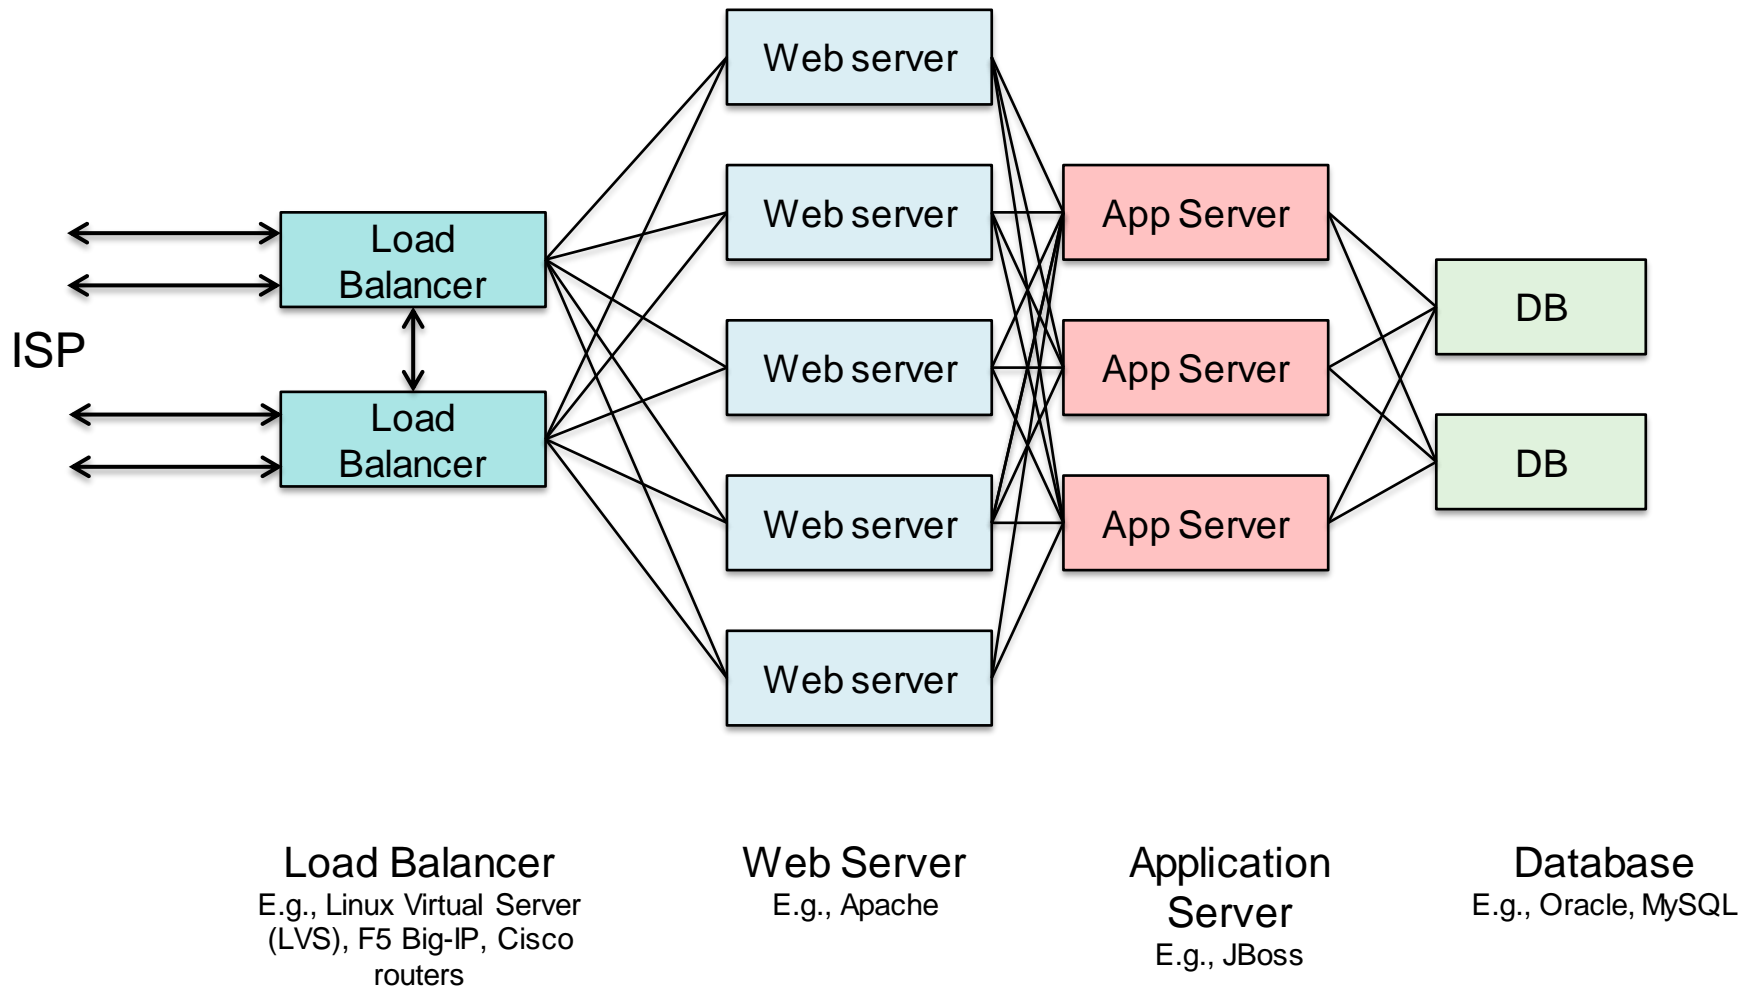 Web server
Web server
Load
Balancer
App Server
DB
ISP
Web server
App Server
Load
Balancer
DB
Web server
App Server
Web server
Load Balancer
E.g., Linux Virtual Server
(LVS), F5 Big-IP, Cisco
routers
Web Server
E.g., Apache
Application
Server
E.g., JBoss
Database
E.g., Oracle, MySQL